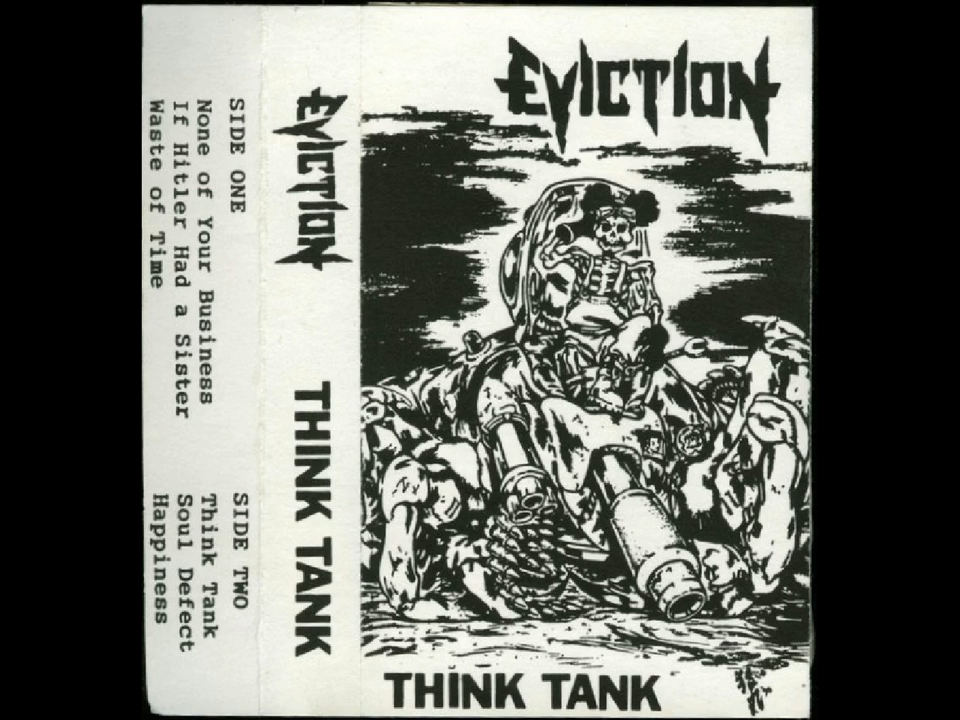 EVICTION
THINK TANK
EVICTION THINK TANK
SIDE ONE
None of Your Business
If Hitler Had a Sister
Waste of Time
SIDE TWO
Think Tank
Soul Defect
Happiness